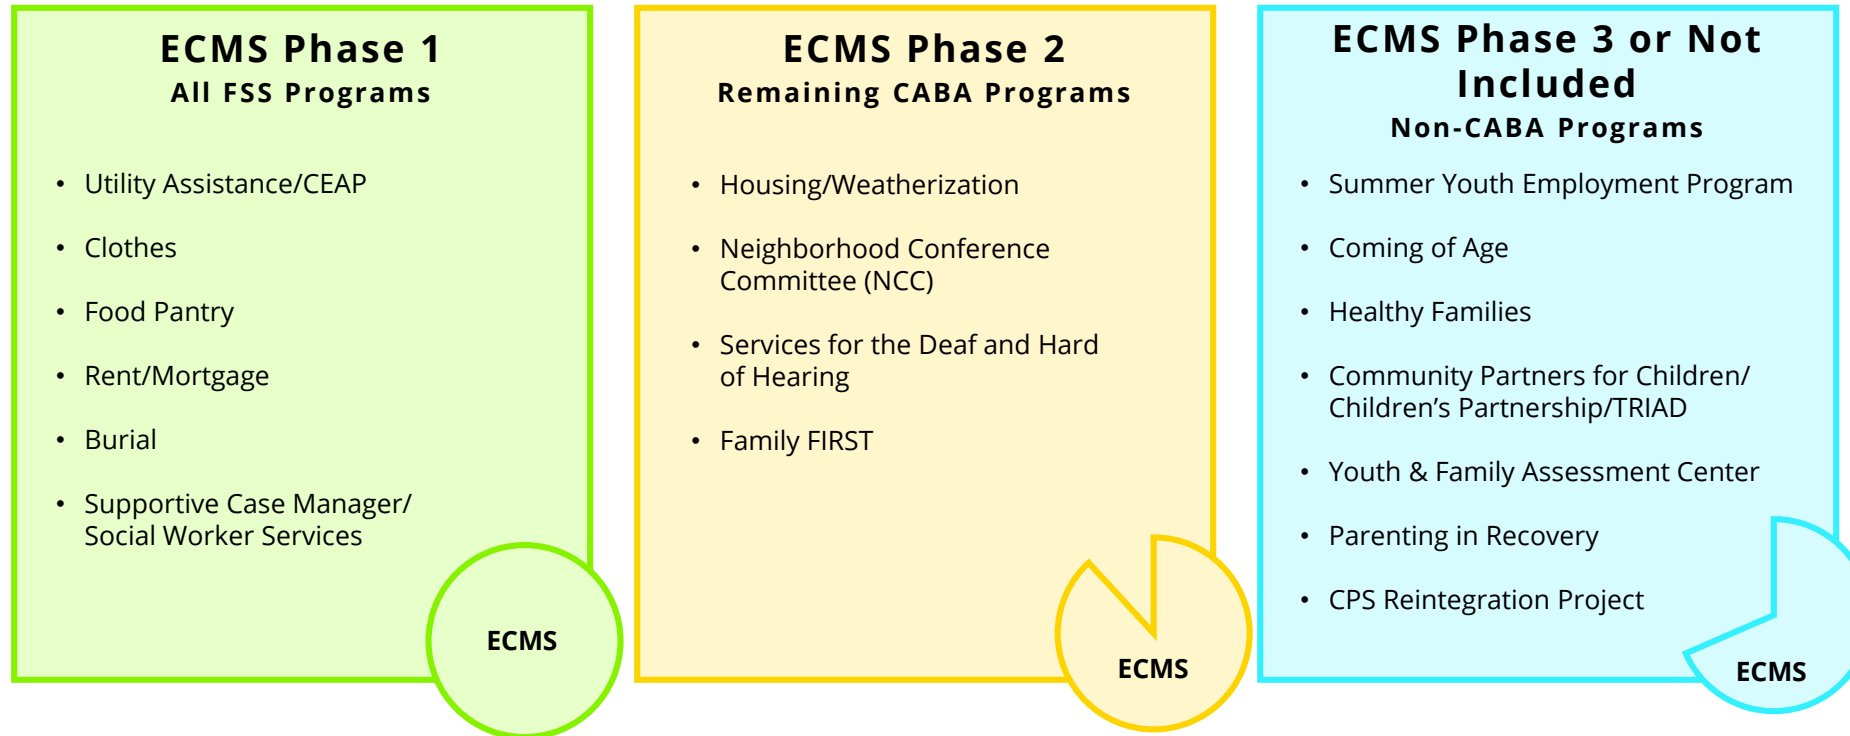 ECMS Phase 1
All FSS Programs
• Utility Assistance/CEAP
• Clothes
• Food Pantry
• Rent/Mortgage
• Burial
• Supportive Case Manager/
Social Worker Services
ECMS
ECMS Phase 2
Remaining CABA Programs
• Housing/Weatherization
• Neighborhood Conference
Committee (NCC)
• Services for the Deaf and Hard
of Hearing
• Family FIRST
ECMS
ECMS Phase 3 or Not
Included
Non-CABA Programs
• Summer Youth Employment Program
• Coming of Age
• Healthy Families
• Community Partners for Children/
Children’s Partnership/TRIAD
• Youth & Family Assessment Center
• Parenting in Recovery
• CPS Reintegration Project
ECMS